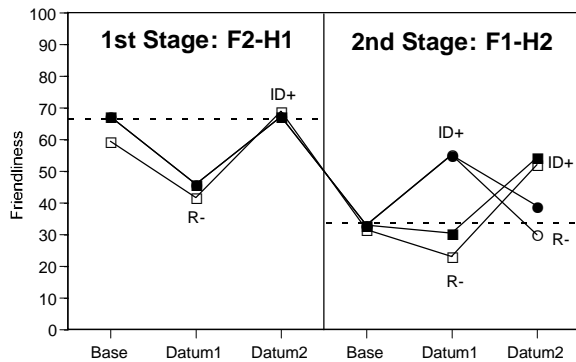 100
90
80
70
60
50
40
30
20
10
0
Friendliness
1st Stage: F2-H1
2nd Stage: F1-H2
ID+
R-
ID+
ID+
R-
R-
Base Datum1 Datum2 Base Datum1 Datum2